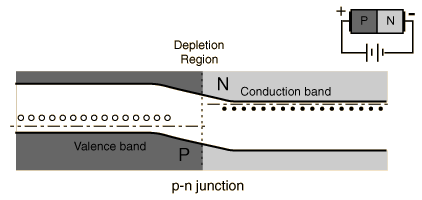 +
-
P N
Depletion
Region
N
Conduction band
Valence band
P
p-n junction